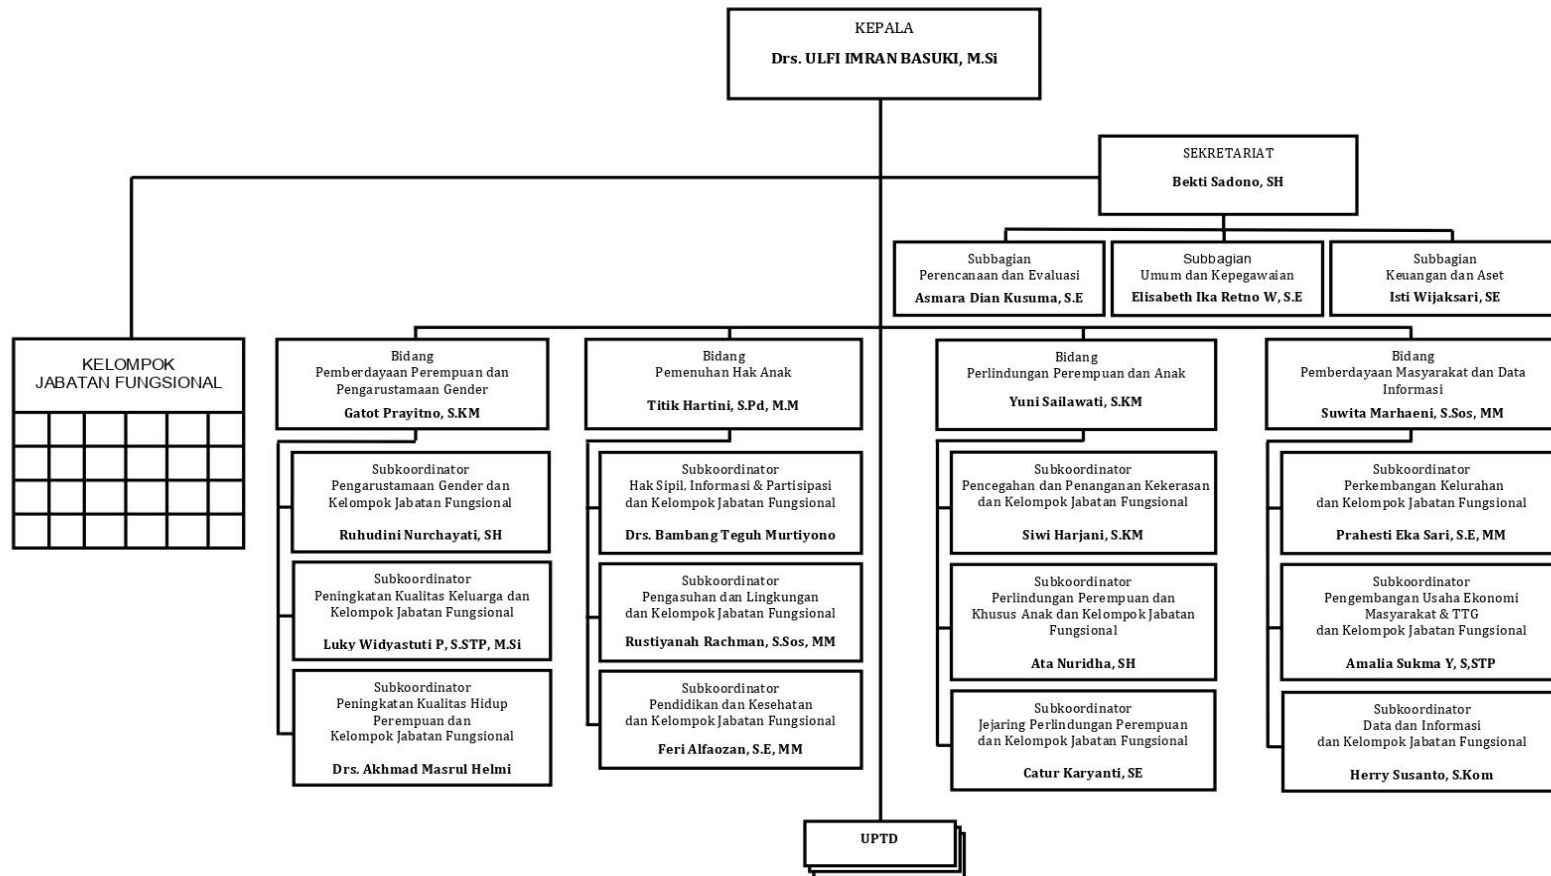 KEPALA
Drs. ULFI IMRAN BASUKI, M.Si
SEKRETARIAT
Bekti Sadono, SH
Subbagian
Perencanaan dan Evaluasi
Asmara Dian Kusuma, S.E
Subbagian
Umum dan Kepegawaian
Elisabeth Ika Retno W, S.E
Subbagian
Keuangan dan Aset
Isti Wijaksari, SE
KELOMPOK
JABATAN FUNGSIONAL
Bidang
Pemberdayaan Perempuan dan
Pengarustamaan Gender
Gatot Prayitno, S.KM
Subkoordinator
Pengarustamaan Gender dan
Kelompok Jabatan Fungsional
Ruhudini Nurchayati, SH
Subkoordinator
Peningkatan Kualitas Keluarga dan
Kelompok Jabatan Fungsional
Luky Widyastuti P, S.STP, M.Si
Subkoordinator
Peningkatan Kualitas Hidup
Perempuan dan
Kelompok Jabatan Fungsional
Drs. Akhmad Masrul Helmi
Bidang
Pemenuhan Hak Anak
Titik Hartini, S.Pd, M.M
Subkoordinator
Hak Sipil, Informasi & Partisipasi
dan Kelompok Jabatan Fungsional
Drs. Bambang Teguh Murtiyono
Subkoordinator
Pengasuhan dan Lingkungan
dan Kelompok Jabatan Fungsional
Rustiyanah Rachman, S.Sos, MM
Subkoordinator
Pendidikan dan Kesehatan
dan Kelompok Jabatan Fungsional
Feri Alfaozan, S.E, MM
Bidang
Perlindungan Perempuan dan Anak
Yuni Sailawati, S.KM
Subkoordinator
Pencegahan dan Penanganan Kekerasan
dan Kelompok Jabatan Fungsional
Siwi Harjani, S.KM
Subkoordinator
Perlindungan Perempuan dan
Khusus Anak dan Kelompok Jabatan
Fungsional
Ata Nuridha, SH
Subkoordinator
Jejaring Perlindungan Perempuan
dan Kelompok Jabatan Fungsional
Catur Karyanti, SE
Bidang
Pemberdayaan Masyarakat dan Data
Informasi
Suwita Marhaeni, S.Sos, MM
Subkoordinator
Perkembangan Kelurahan
dan Kelompok Jabatan Fungsional
Prahesti Eka Sari, S.E, MM
Subkoordinator
Pengembangan Usaha Ekonomi
Masyarakat & TTG
dan Kelompok Jabatan Fungsional
Amalia Sukma Y, S,STP
Subkoordinator
Data dan Informasi
dan Kelompok Jabatan Fungsional
Herry Susanto, S.Kom
UPTD